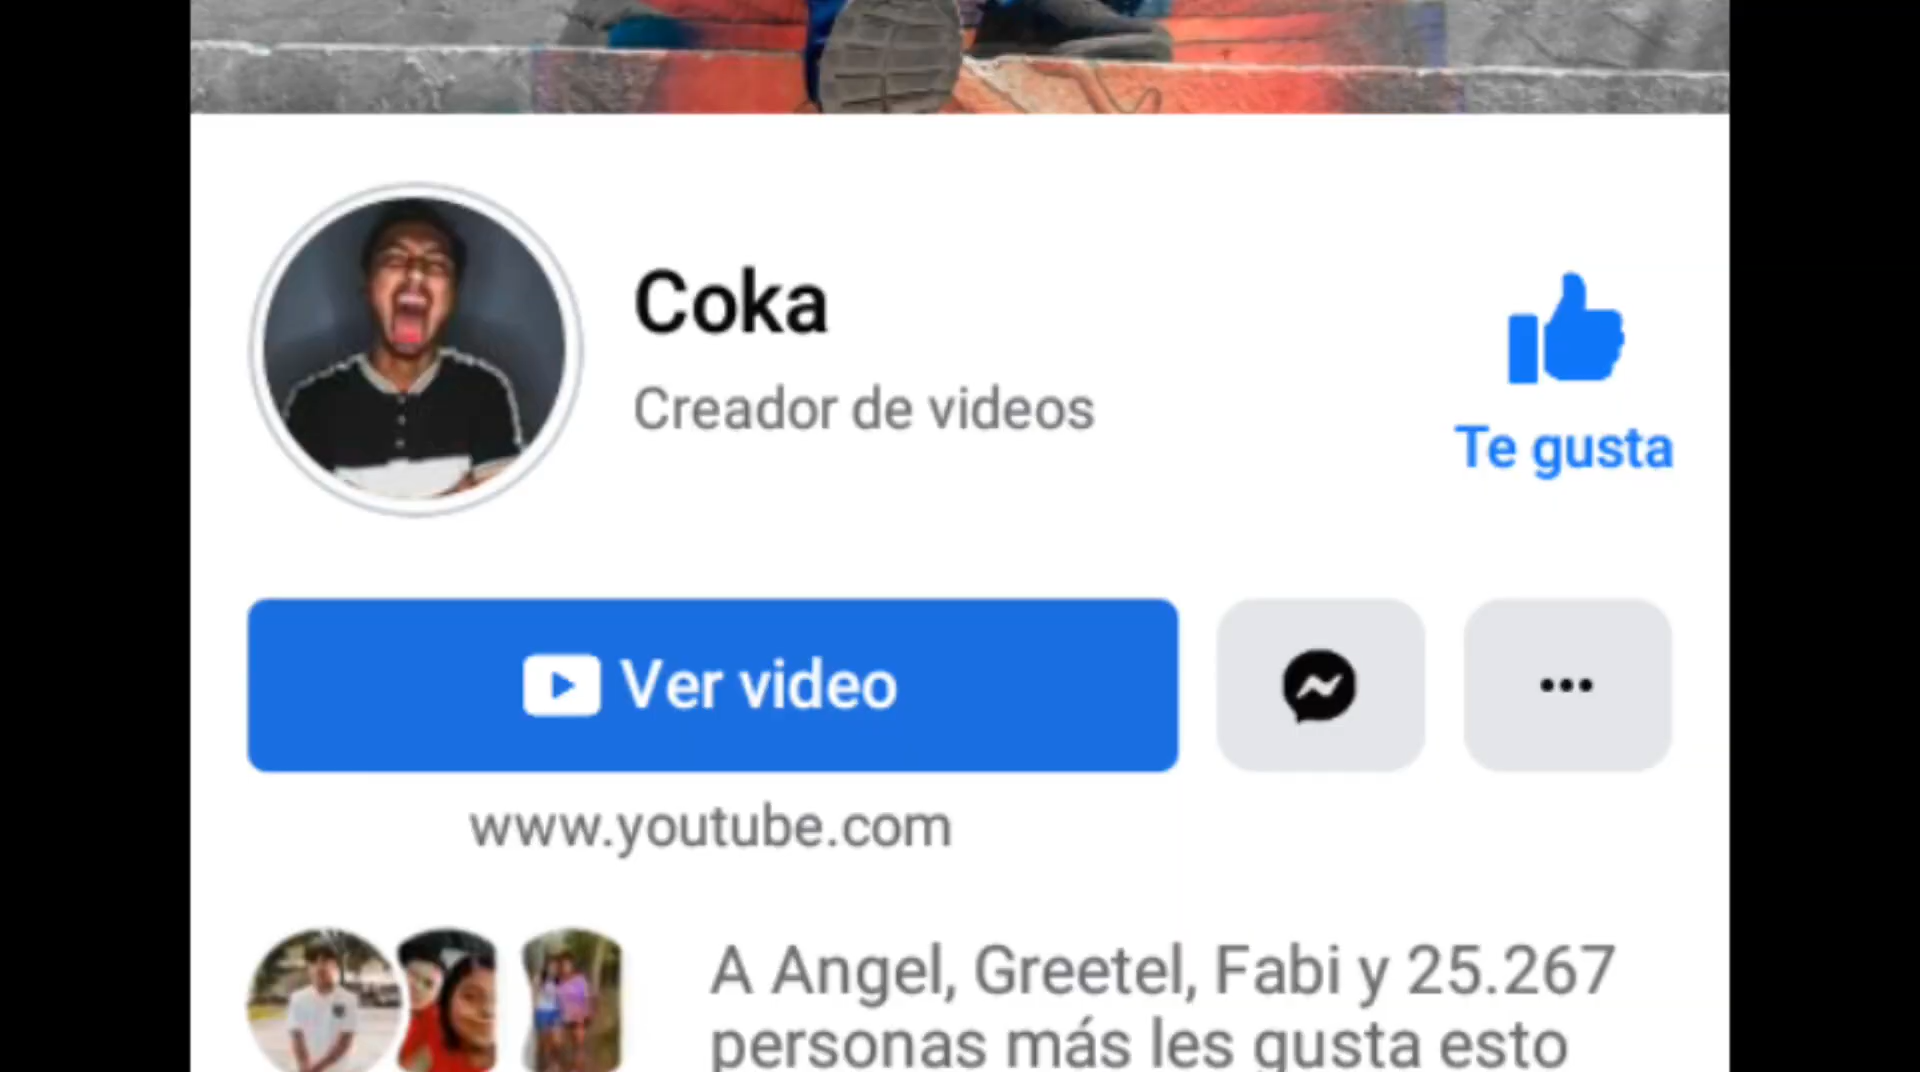 Coka
Creador de videos
Te gusta
Ver video
www.youtube.com
A Angel, Greetel, Fabi y 25.267
personas más les gusta esto